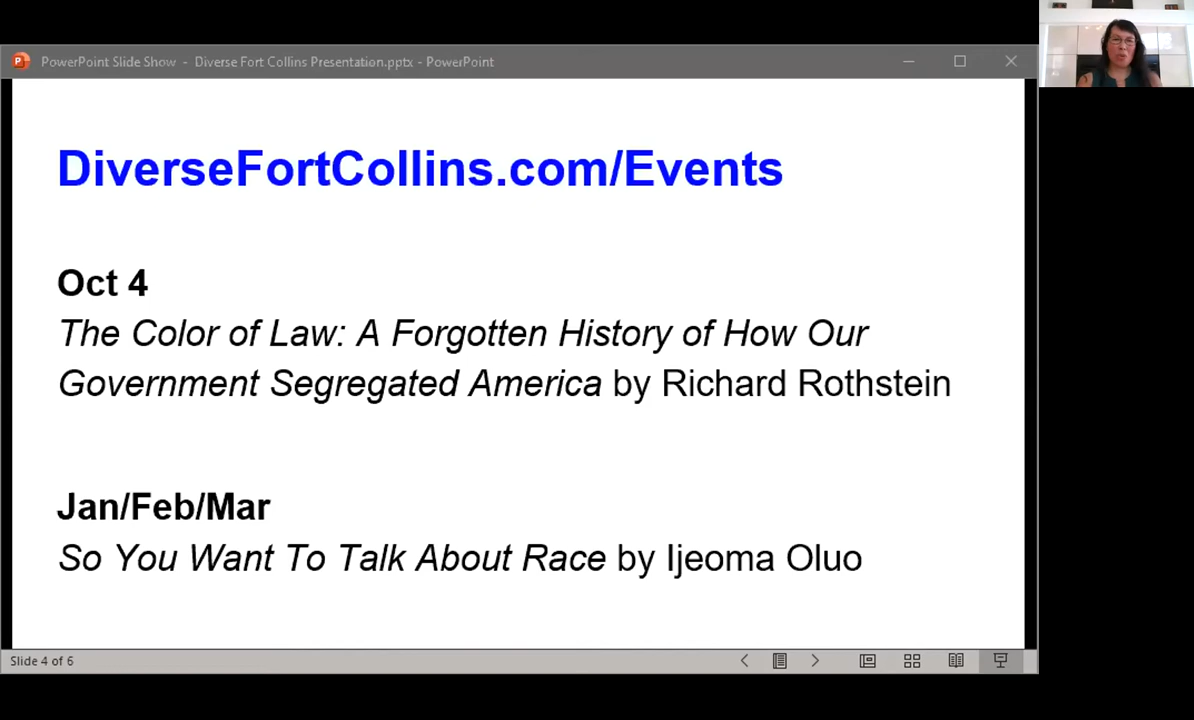 PowerPoint Slide Show - Diverse Fort Collins Presentation.pptx - PowerPoint
DiverseFortCollins.com/Events
Oct 4
The Color of Law: A Forgotten History of How Our
Government Segregated America by Richard Rothstein
Jan/Feb/Mar
So You Want To Talk About Race by Ijeoma Oluo
Slide 4 of 6